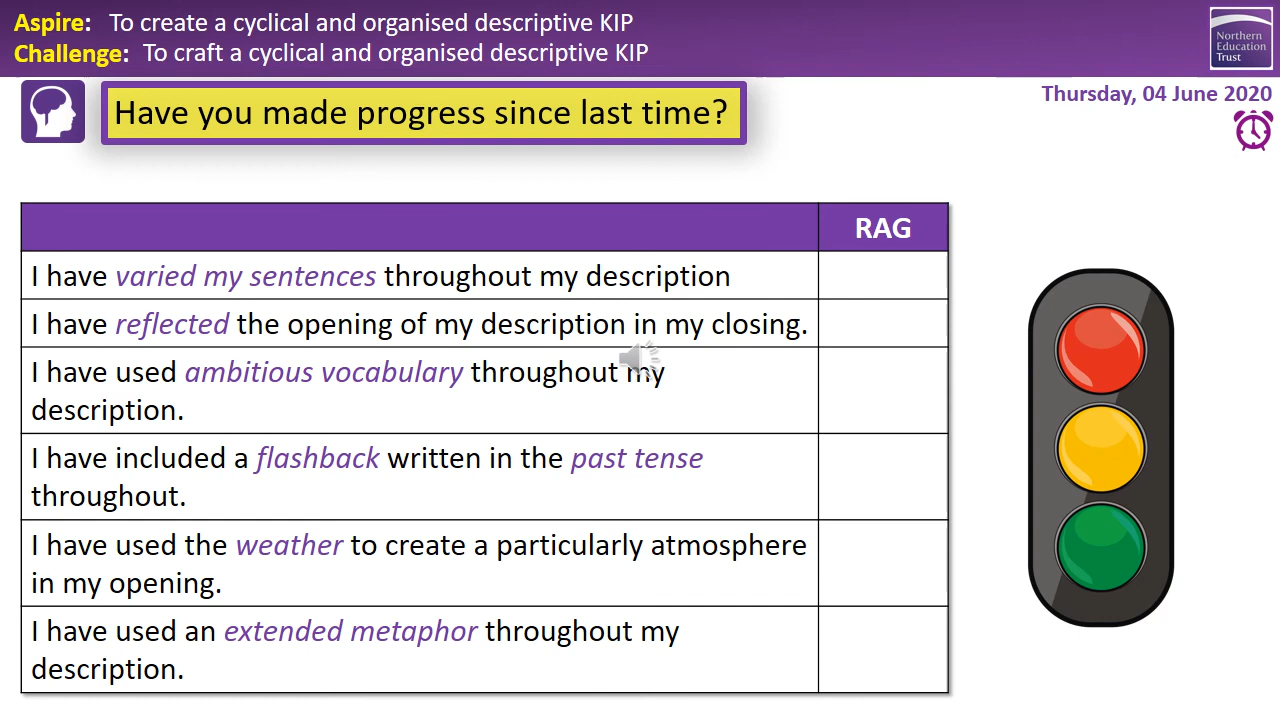 Aspire: To create a cyclical and organised descriptive KIP
Challenge: To craft a cyclical and organised descriptive KIP
Northern
Education
Trust
Have you made progress since last time?
Thursday, 04 June 2020
RAG
I have varied my sentences throughout my description
I have reflected the opening of my description in my closing.
I have used ambitious vocabulary throughout my
description.
I have included a flashback written in the past tense
throughout.
I have used the weather to create a particularly atmosphere
in my opening.
I have used an extended metaphor throughout my
description.